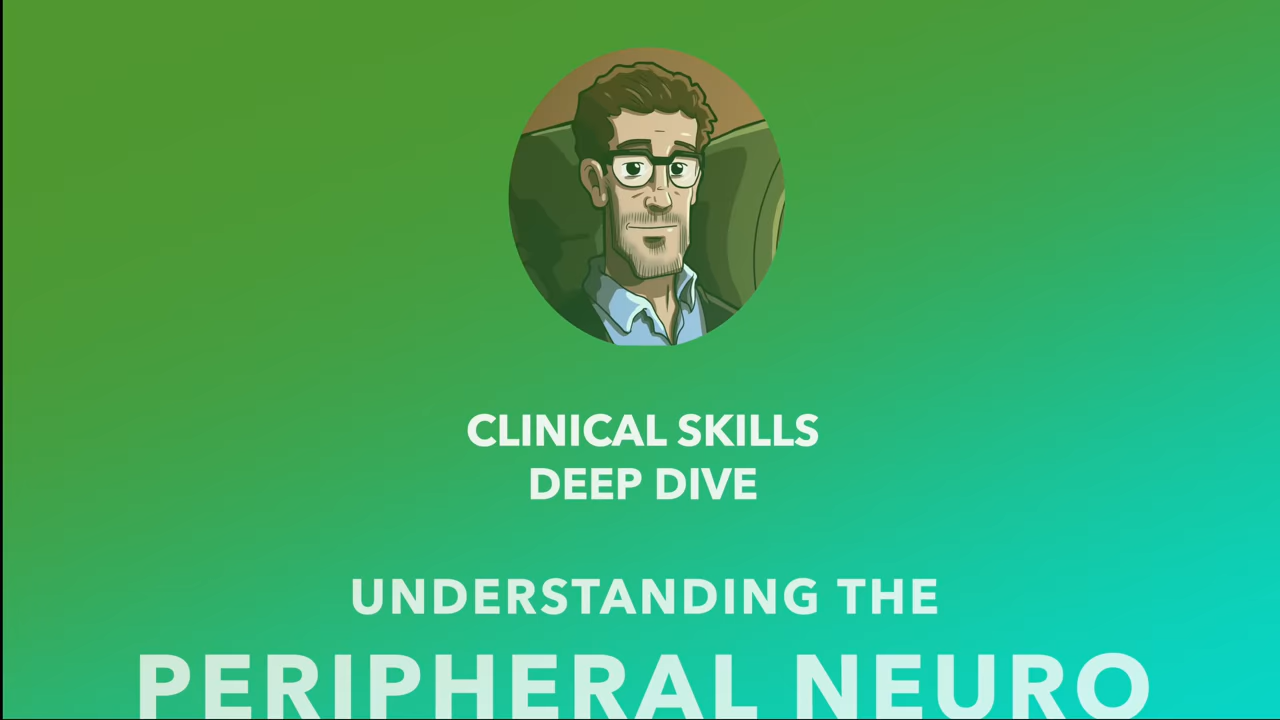 CLINICAL SKILLS
DEEP DIVE
UNDERSTANDING THE
PERIPHERAL NEURO